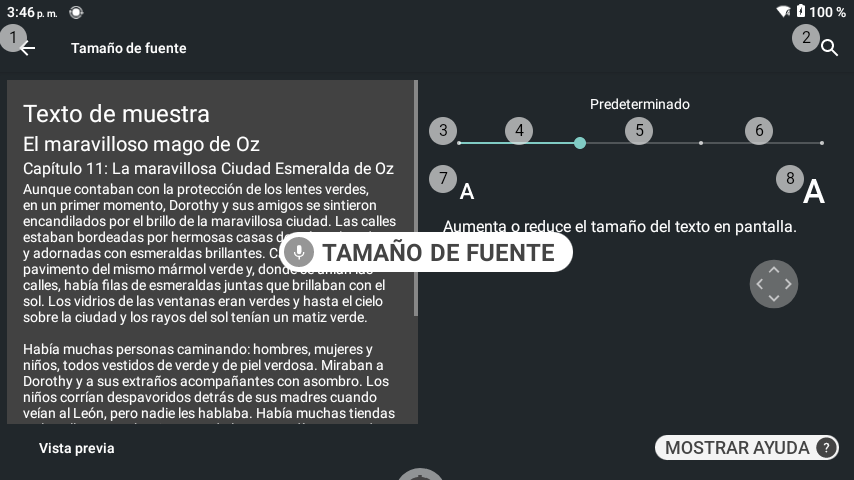 3:46 p. m.
100 %
1
Tamaño de fuente
2
Texto de muestra
El maravilloso mago de Oz
Capítulo 11: La maravillosa Ciudad Esmeralda de Oz
Aunque contaban con la protección de los lentes verdes,
en un primer momento, Dorothy y sus amigos se sintieron
encandilados por el brillo de la maravillosa ciudad. Las calles
estaban bordeadas por hermosas casas
y adornadas con esmeraldas brillantes.
pavimento del mismo mármol verde y, donde se unían las
calles, había filas de esmeraldas juntas que brillaban con el
sol. Los vidrios de las ventanas eran verdes y hasta el cielo
sobre la ciudad y los rayos del sol tenían un matiz verde.
Había muchas personas caminando: hombres, mujeres y
niños, todos vestidos de verde y de piel verdosa. Miraban a
Dorothy y a sus extraños acompañantes con asombro. Los
niños corrían despavoridos detrás de sus madres cuando
veían al León, pero nadie les hablaba. Había muchas tiendas
Vista previa
Predeterminado
3 4 5 6
7 A
8 A
Aumenta o reduce el tamaño del texto en pantalla.
TAMAÑO DE FUENTE
MOSTRAR AYUDA ?